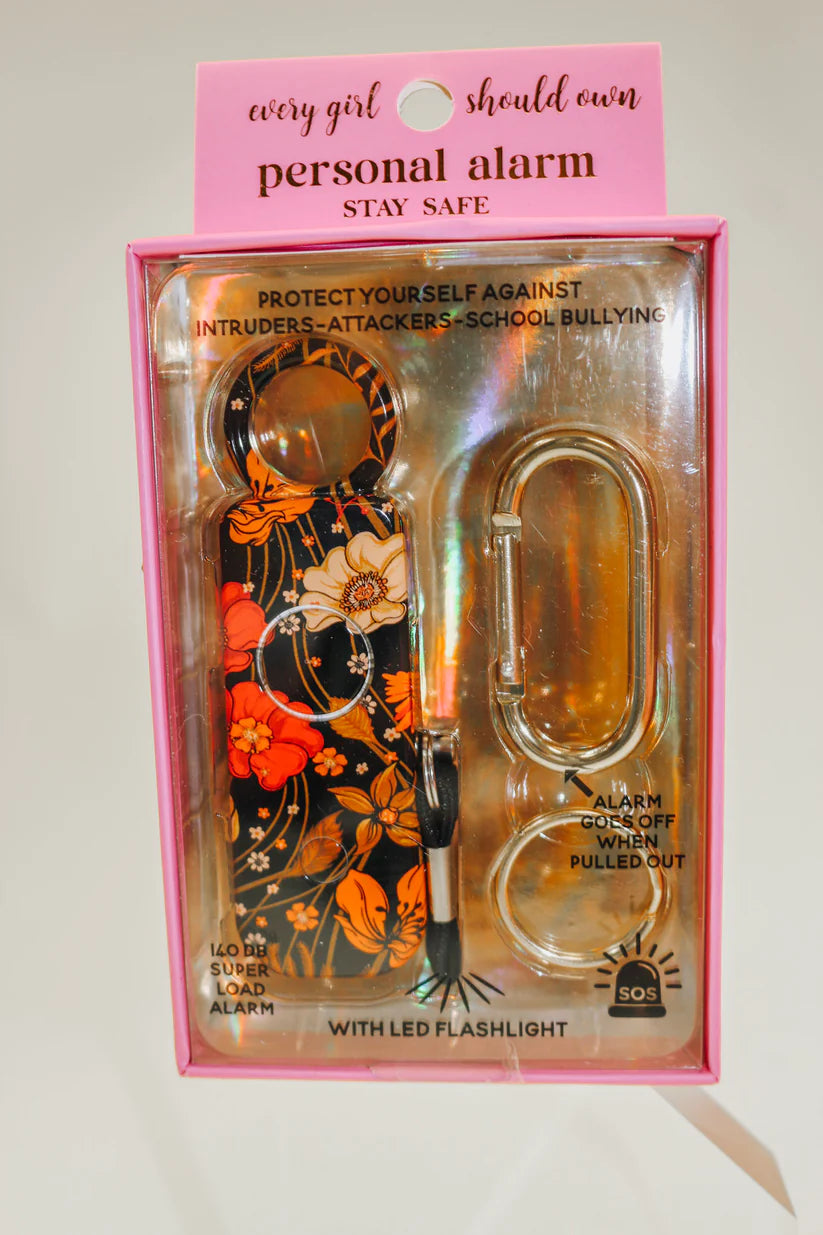 every girl should own
personal alarm
STAY SAFE
PROTECT YOURSELF AGAINST
INTRUDERS-ATTACKERS-SCHOOL BULLYING
ALARM
GOES OFF
WHEN
PULLED OUT
140 DB
SUPER
LOAD
ALARM
SOS
WITH LED FLASHLIGHT